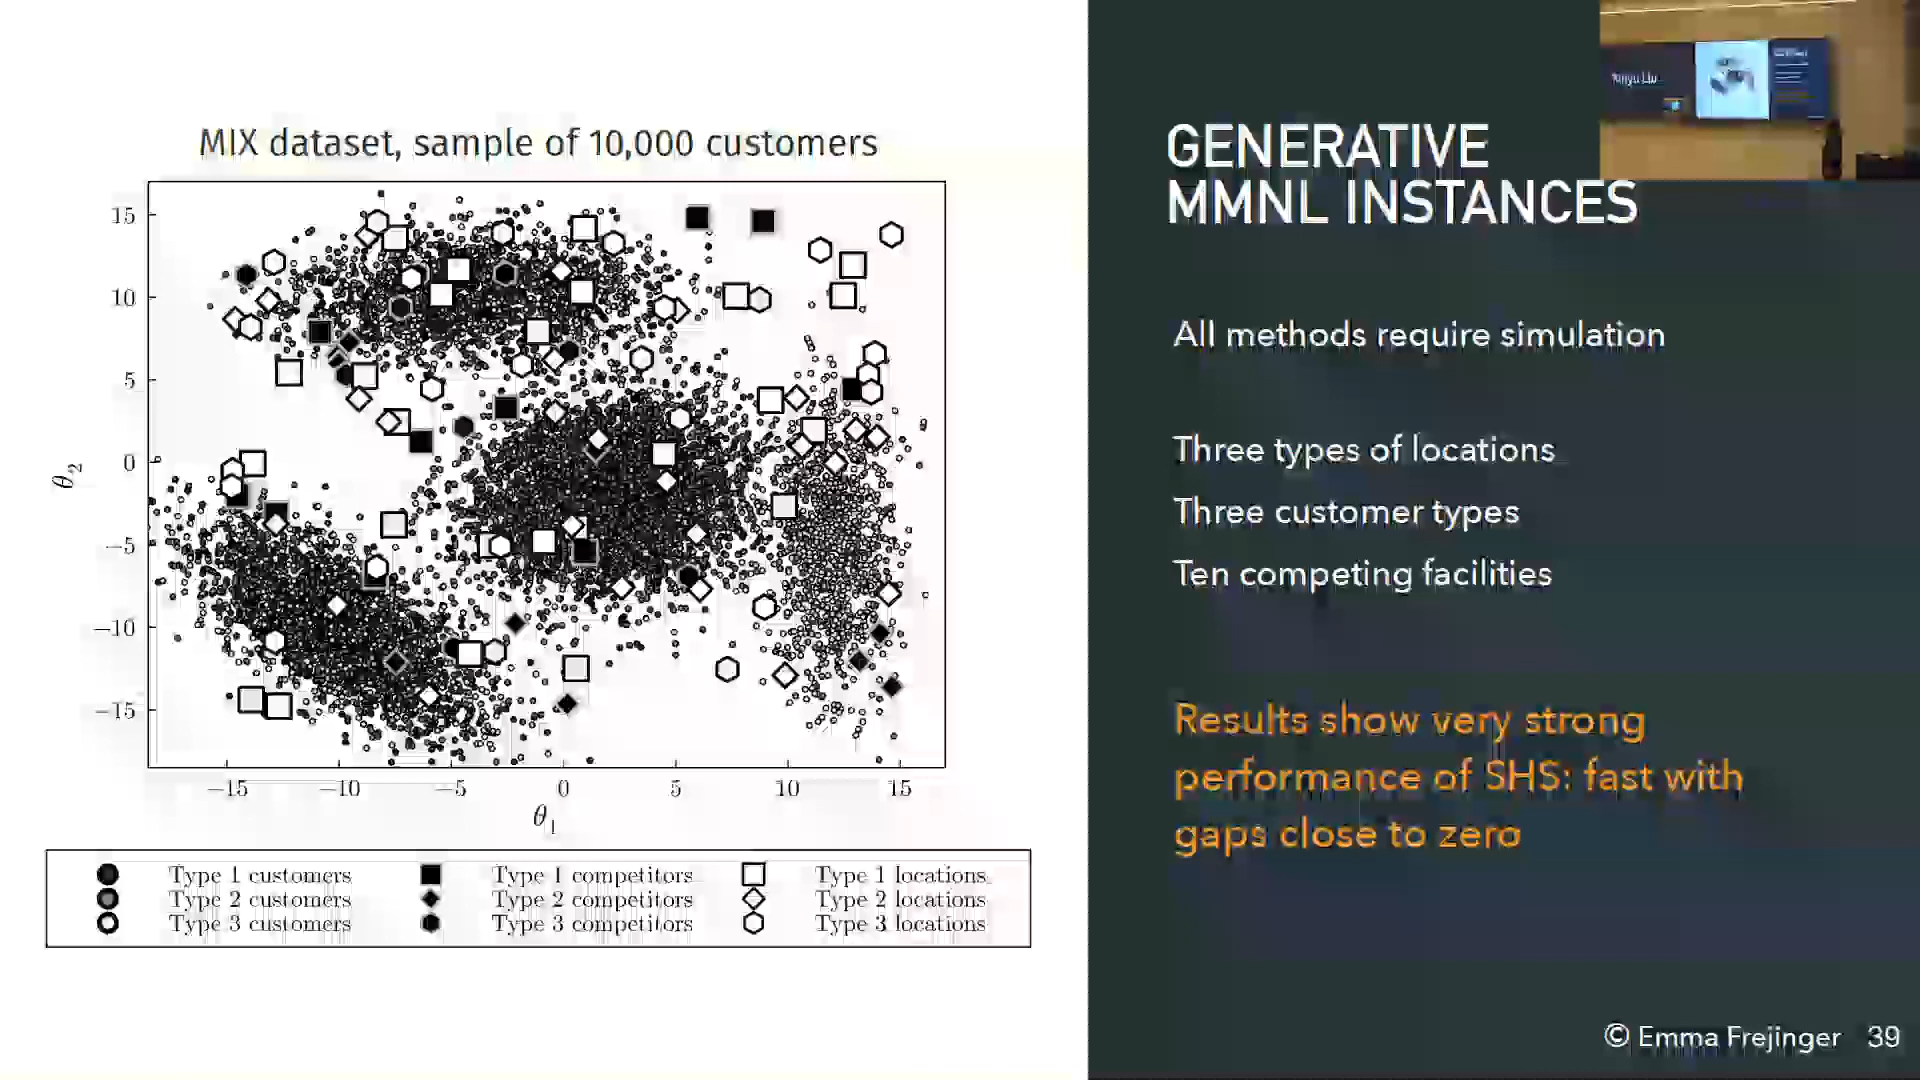 MIX dataset, sample of 10,000 customers
15
10
5
0
−5
−10
−15
θ2
−15 −10 −5 0 5 10 15
θ1
Type 1 customers Type 1 competitors Type 1 locations
Type 2 customers Type 2 competitors Type 2 locations
Type 3 customers Type 3 competitors Type 3 locations
GENERATIVE
MMNL INSTANCES
All methods require simulation
Three types of locations
Three customer types
Ten competing facilities
Results show very strong
performance of SHS: fast with
gaps close to zero
© Emma Frejinger 39